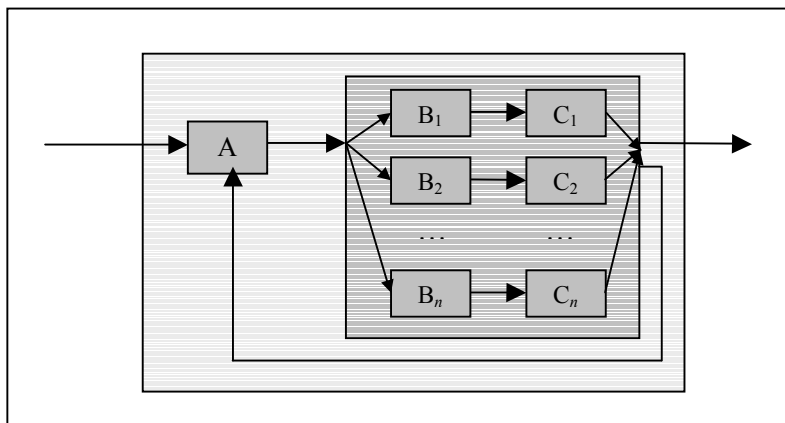 B₁ C₁
A
B₂ C₂
... ...
Bₙ Cₙ